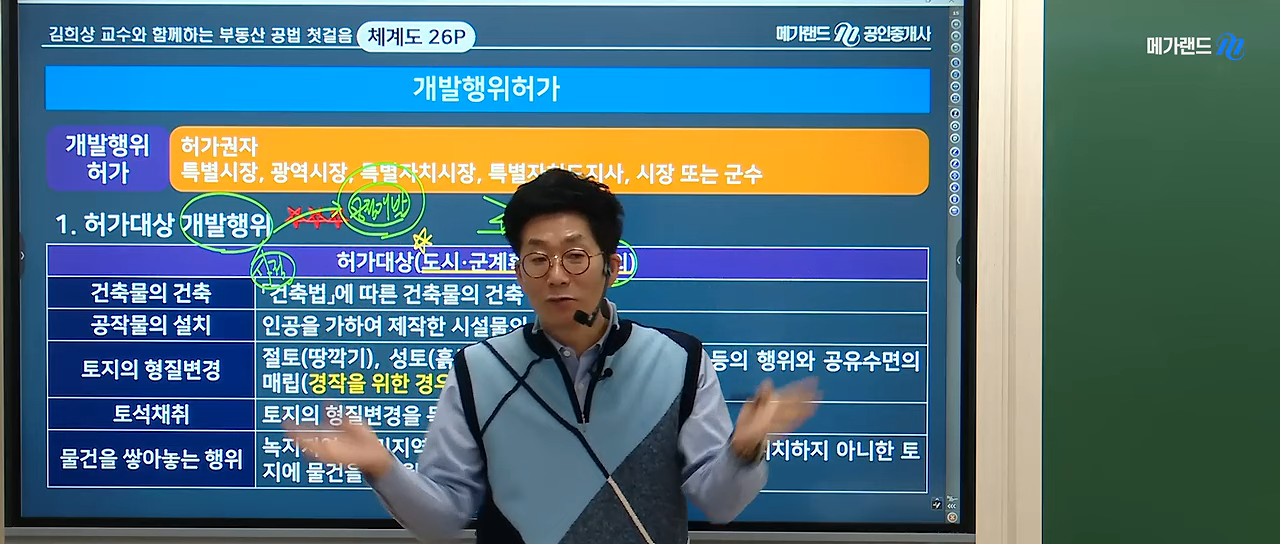 김희상 교수와 함께하는 부동산 공법 첫걸음 체계도 26P
메가랜드 공인중개사
메가랜드
개발행위허가
개발행위
허가
허가권자
특별시장, 광역시장, 특별자치시장, 특별자치도지사, 시장 또는 군수
1. 허가대상 개발행위
허가대상(도시·군계
건축물의 건축
「건축법」에 따른 건축물의 건축
공작물의 설치
인공을 가하여 제작한 시설물의
토지의 형질변경
절토(땅깍기), 성토(흙 등의 행위와 공유수면의
매립(경작을 위한 경우
토석채취
토지의 형질변경을
물건을 쌓아놓는 행위
지역 치하지 아니한 토
지에 물건을